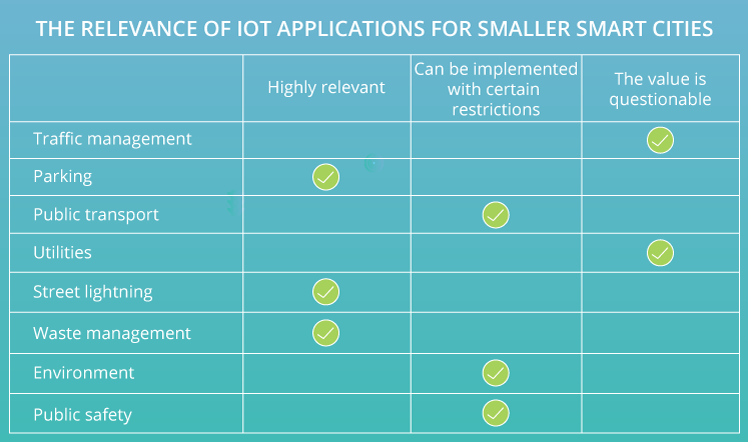 THE RELEVANCE OF IOT APPLICATIONS FOR SMALLER SMART CITIES
Highly relevant
Can be implemented
with certain
restrictions
The value is
questionable
Traffic management
Parking
Public transport
Utilities
Street lightning
Waste management
Environment
Public safety